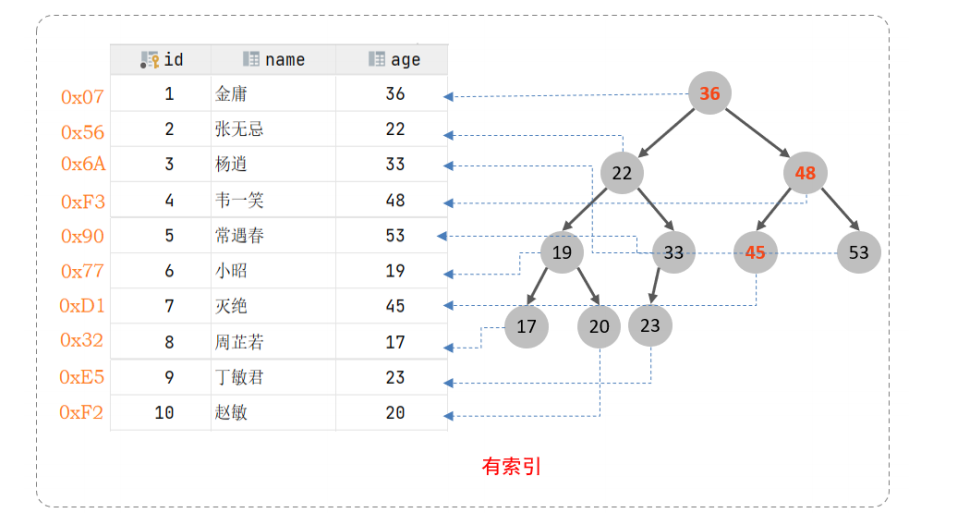 id name age
0x07 1 金庸 36
0x56 2 张无忌 22
0x6A 3 杨逍 33
0xF3 4 韦一笑 48
0x90 5 常遇春 53
0x77 6 小昭 19
0xD1 7 灭绝 45
0x32 8 周芷若 17
0xE5 9 丁敏君 23
0xF2 10 赵敏 20
36
22 48
19 33 45 53
17 20 23
有索引